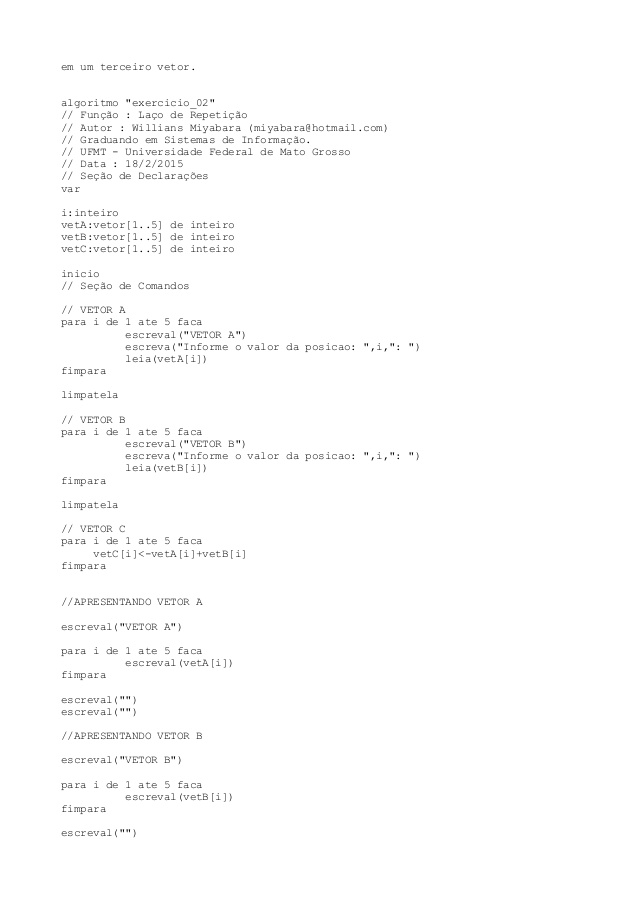 em um terceiro vetor.
algoritmo "exercicio_02"
// Função : Laço de Repetição
// Autor : Willians Miyabara (miyabara@hotmail.com)
// Graduando em Sistemas de Informação.
// UFMT - Universidade Federal de Mato Grosso
// Data : 18/2/2015
// Seção de Declarações
var
i:inteiro
vetA:vetor[1..5] de inteiro
vetB:vetor[1..5] de inteiro
vetC:vetor[1..5] de inteiro
inicio
// Seção de Comandos
// VETOR A
para i de 1 ate 5 faca
escreval("VETOR A")
escreva("Informe o valor da posicao: ",i,": ")
leia(vetA[i])
fimpara
limpatela
// VETOR B
para i de 1 ate 5 faca
escreval("VETOR B")
escreva("Informe o valor da posicao: ",i,": ")
leia(vetB[i])
fimpara
limpatela
// VETOR C
para i de 1 ate 5 faca
vetC[i]<-vetA[i]+vetB[i]
fimpara
//APRESENTANDO VETOR A
escreval("VETOR A")
para i de 1 ate 5 faca
escreval(vetA[i])
fimpara
escreval("")
escreval("")
//APRESENTANDO VETOR B
escreval("VETOR B")
para i de 1 ate 5 faca
escreval(vetB[i])
fimpara
escreval("")